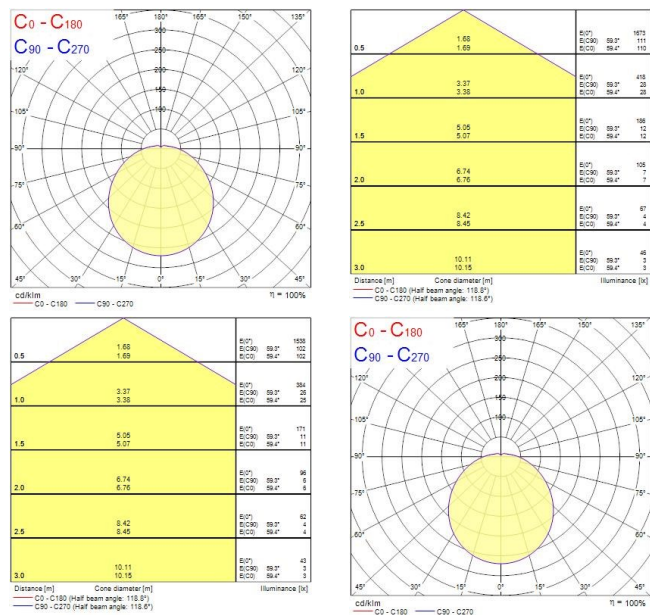 C0 - C180
C90 - C270
165° 180° 165° 150° 135° 120° 105° 90° 75° 60° 45°
300
250
200
150
100
105°
90° 90°
75°
60°
45° 30° 15° 0° 15° 30° 45°
cd/klm
C0 - C180 C90 - C270
η = 100%
0.5 1.68 1.69 E(0°) 1673
E(C90) 59.3° 111
E(C0) 59.4° 110
1.0 3.37 3.38 E(0°) 418
E(C90) 59.3° 28
E(C0) 59.4° 28
1.5 5.05 5.07 E(0°) 186
E(C90) 59.3° 12
E(C0) 59.4° 12
2.0 6.74 6.76 E(0°) 105
E(C90) 59.3° 7
E(C0) 59.4° 7
2.5 8.42 8.45 E(0°) 67
E(C90) 59.3° 4
E(C0) 59.4° 4
3.0 10.11 10.15 E(0°) 46
E(C90) 59.3° 3
E(C0) 59.4° 3
Distance [m] Cone diameter [m] Illuminance [lx]
C0 - C180 (Half beam angle: 118.8°)
C90 - C270 (Half beam angle: 118.6°)
0.5 1.68 1.69 E(0°) 1538
E(C90) 59.3° 102
E(C0) 59.4° 102
1.0 3.37 3.38 E(0°) 384
E(C90) 59.3° 26
E(C0) 59.4° 25
1.5 5.05 5.07 E(0°) 171
E(C90) 59.3° 11
E(C0) 59.4° 11
2.0 6.74 6.76 E(0°) 96
E(C90) 59.3° 6
E(C0) 59.4° 6
2.5 8.42 8.45 E(0°) 62
E(C90) 59.3° 4
E(C0) 59.4° 4
3.0 10.11 10.15 E(0°) 43
E(C90) 59.3° 3
E(C0) 59.4° 3
Distance [m] Cone diameter [m] Illuminance [lx]
C0 - C180 (Half beam angle: 118.8°)
C90 - C270 (Half beam angle: 118.6°)
C0 - C180
C90 - C270
165° 180° 165° 150° 135° 120° 105° 90° 75° 60° 45°
300
250
200
150
100
105°
90° 90°
75°
60°
45° 30° 15° 0° 15° 30° 45°
cd/klm
C0 - C180 C90 - C270
η = 100%